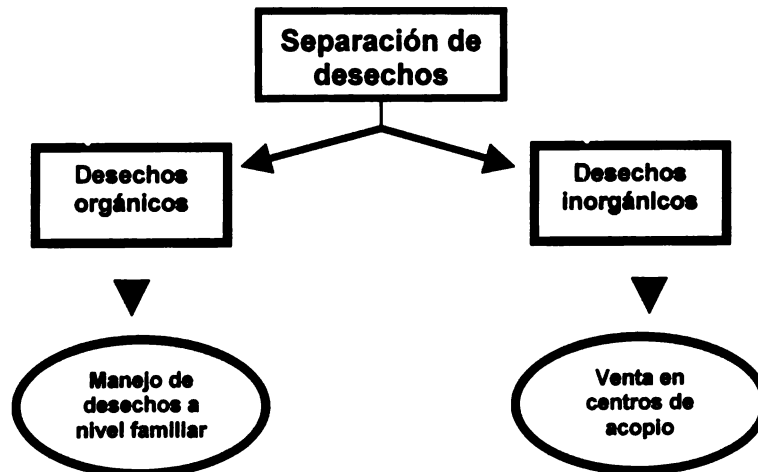 Separación de
desechos
Desechos
orgánicos
Desechos
inorgánicos
Manejo de
desechos a
nivel familiar
Venta en
centros de
acopio